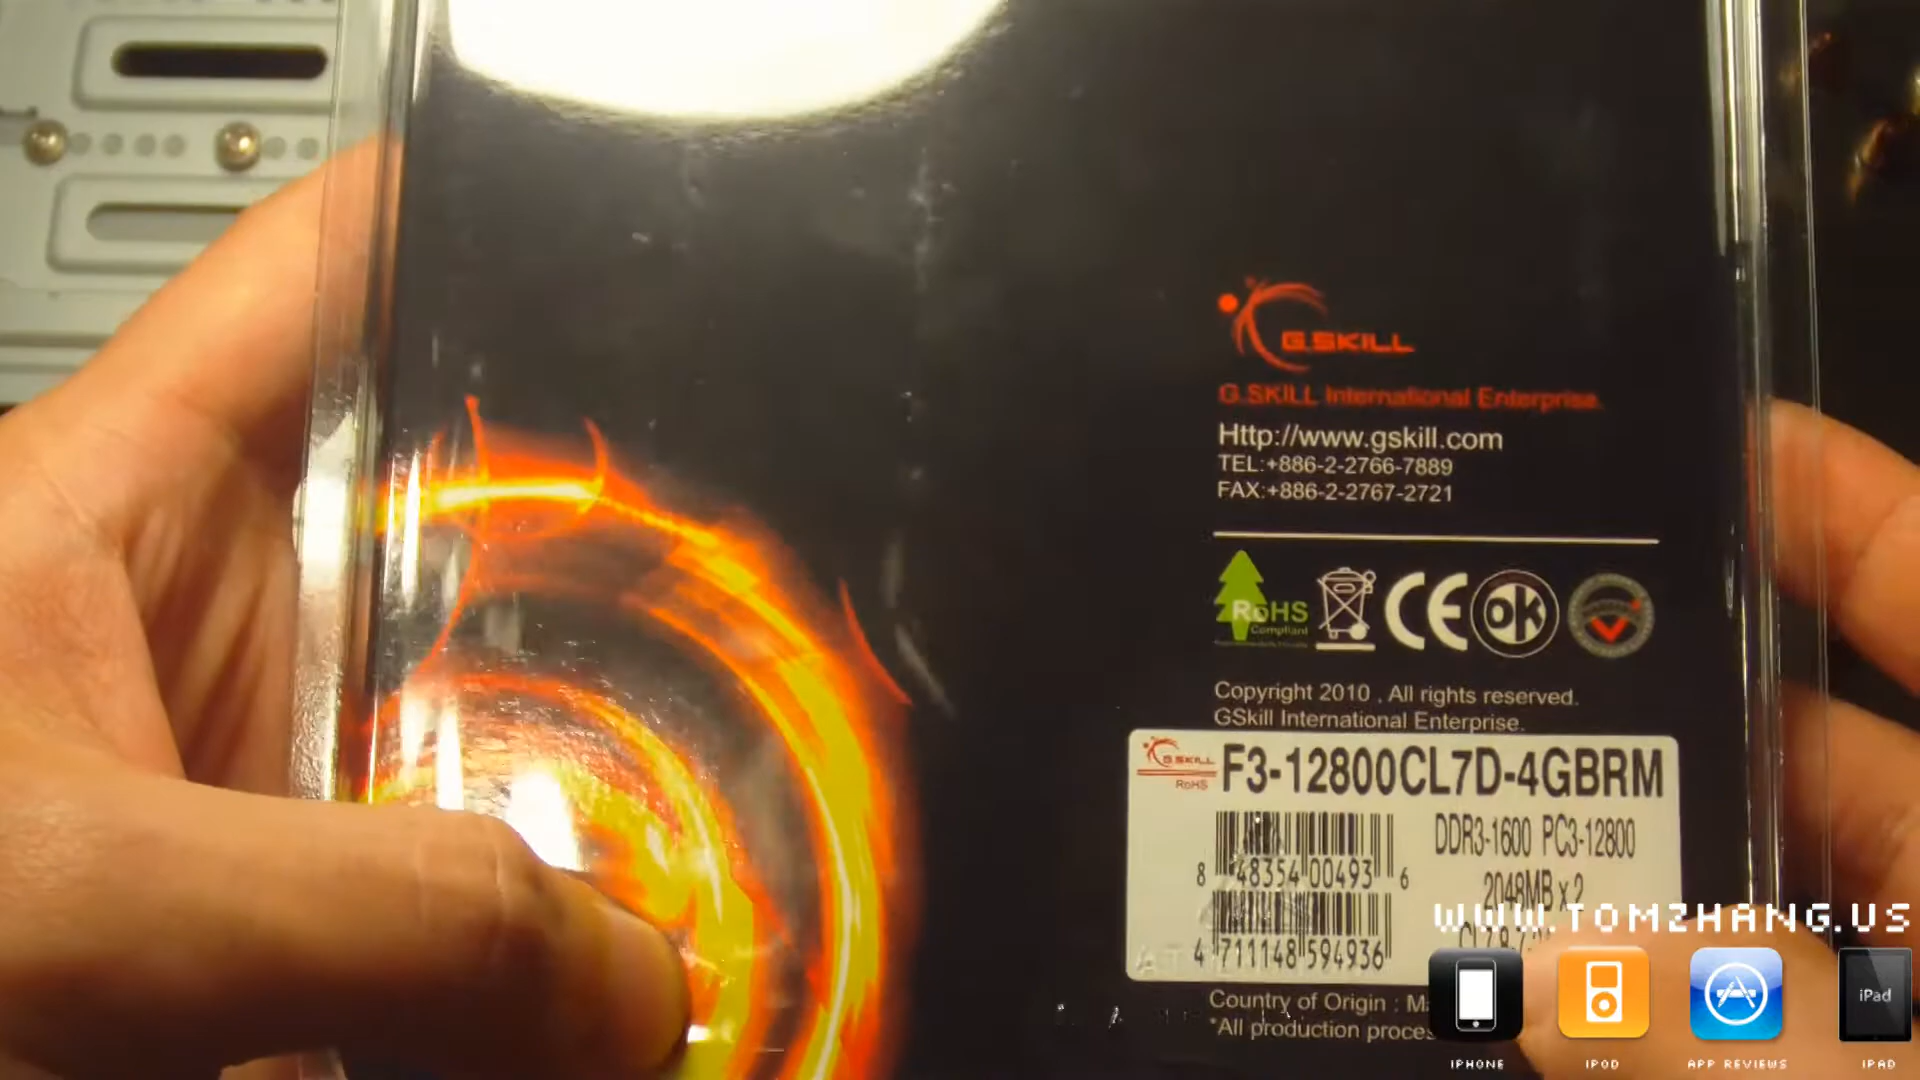 G.SKILL
G.SKILL International Enterprise.
Http://www.gskill.com
TEL:+886-2-2766-7889
FAX:+886-2-2767-2721
RoHS
Compliant
CE
OK
Copyright 2010 . All rights reserved.
GSkill International Enterprise.
G.SKILL
RoHS
F3-12800CL7D-4GBRM
DDR3-1600 PC3-12800
8 48354 00493 6
2048MB x 2
4 711148 594936
Country of Origin :
*All production
WWW.TOMZHANG.US
iPad
IPHONE
IPOD
APP REVIEWS
IPAD